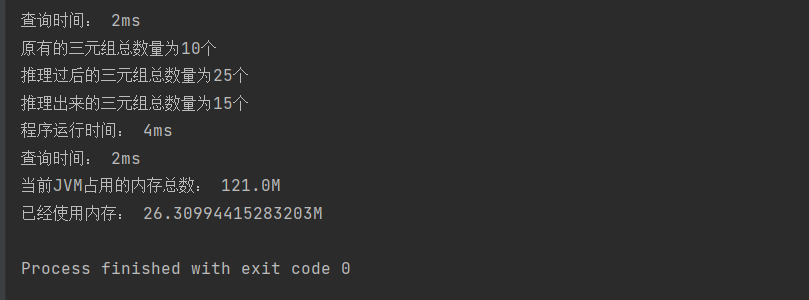 查询时间： 2ms
原有的三元组总数量为10个
推理过后的三元组总数量为25个
推理出来的三元组总数量为15个
程序运行时间： 4ms
查询时间： 2ms
当前JVM占用的内存总数： 121.0M
已经使用内存： 26.30994415283203M
Process finished with exit code 0